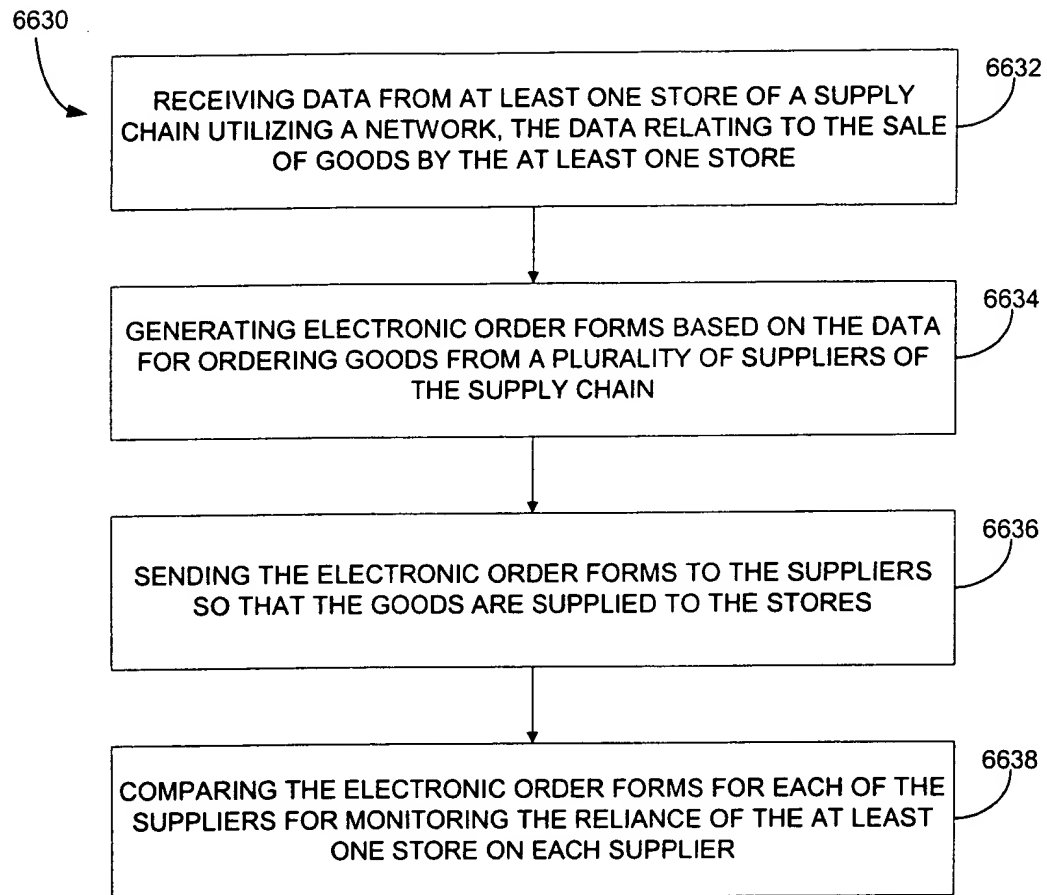 6630
6632
RECEIVING DATA FROM AT LEAST ONE STORE OF A SUPPLY
CHAIN UTILIZING A NETWORK, THE DATA RELATING TO THE SALE
OF GOODS BY THE AT LEAST ONE STORE
6634
GENERATING ELECTRONIC ORDER FORMS BASED ON THE DATA
FOR ORDERING GOODS FROM A PLURALITY OF SUPPLIERS OF
THE SUPPLY CHAIN
6636
SENDING THE ELECTRONIC ORDER FORMS TO THE SUPPLIERS
SO THAT THE GOODS ARE SUPPLIED TO THE STORES
6638
COMPARING THE ELECTRONIC ORDER FORMS FOR EACH OF THE
SUPPLIERS FOR MONITORING THE RELIANCE OF THE AT LEAST
ONE STORE ON EACH SUPPLIER